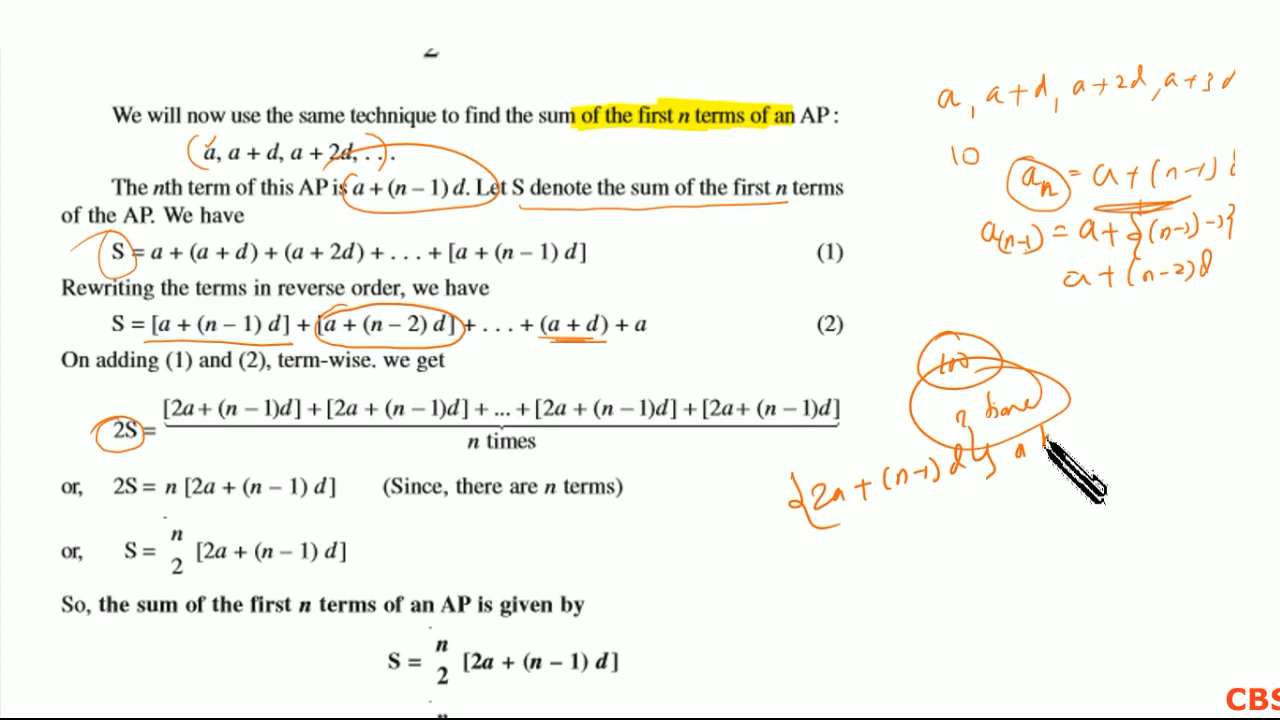 We will now use the same technique to find the sum of the first n terms of an AP :
a, a + d, a + 2d, . . .
The nth term of this AP is a + (n – 1) d. Let S denote the sum of the first n terms
of the AP. We have
S = a + (a + d) + (a + 2d) + . . . + [a + (n – 1) d] (1)
Rewriting the terms in reverse order, we have
S = [a + (n – 1) d] + [a + (n – 2) d] + . . . + (a + d) + a (2)
On adding (1) and (2), term-wise. we get
2S = [2a + (n – 1)d] + [2a + (n – 1)d] + ... + [2a + (n – 1)d] + [2a + (n – 1)d]
n times
or, 2S = n [2a + (n – 1) d] (Since, there are n terms)
or, S = n/2 [2a + (n – 1) d]
So, the sum of the first n terms of an AP is given by
S = n/2 [2a + (n – 1) d]
a, a+d, a+2d, a+3d
10
an = a+(n-1)d
a(n-1) = a+{(n-1)-1}
a+(n-2)d
100
{2a+(n-1)d} a
CBS